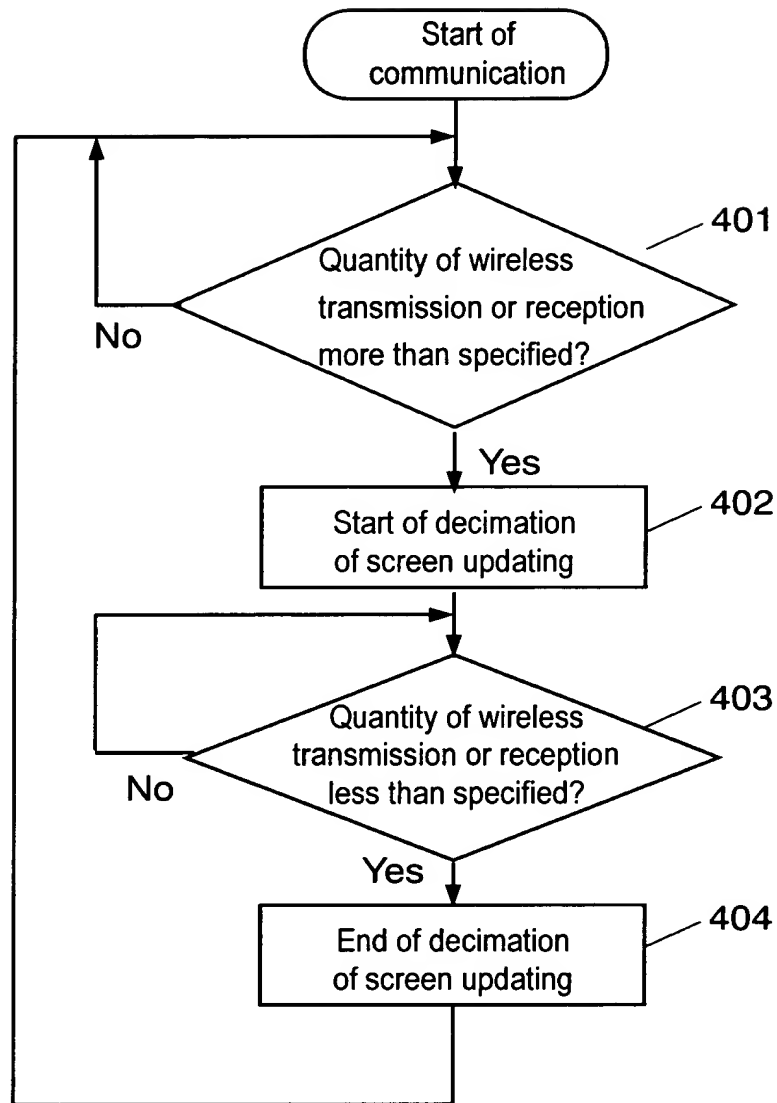 Start of
communication
401
Quantity of wireless
transmission or reception
more than specified?
No
Yes
402
Start of decimation
of screen updating
403
Quantity of wireless
transmission or reception
less than specified?
No
Yes
404
End of decimation
of screen updating